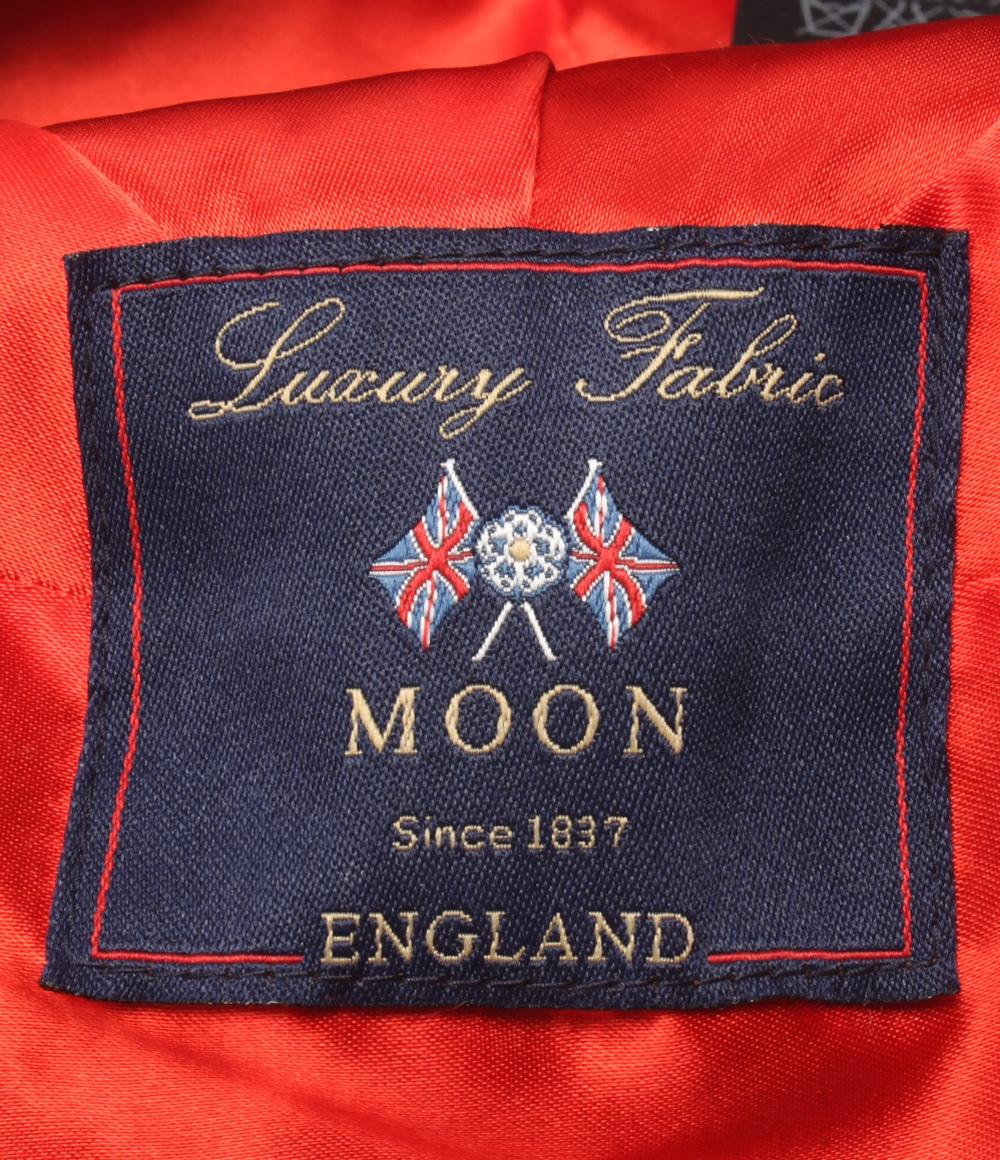 Luxury Fabric
MOON
Since 1837
ENGLAND